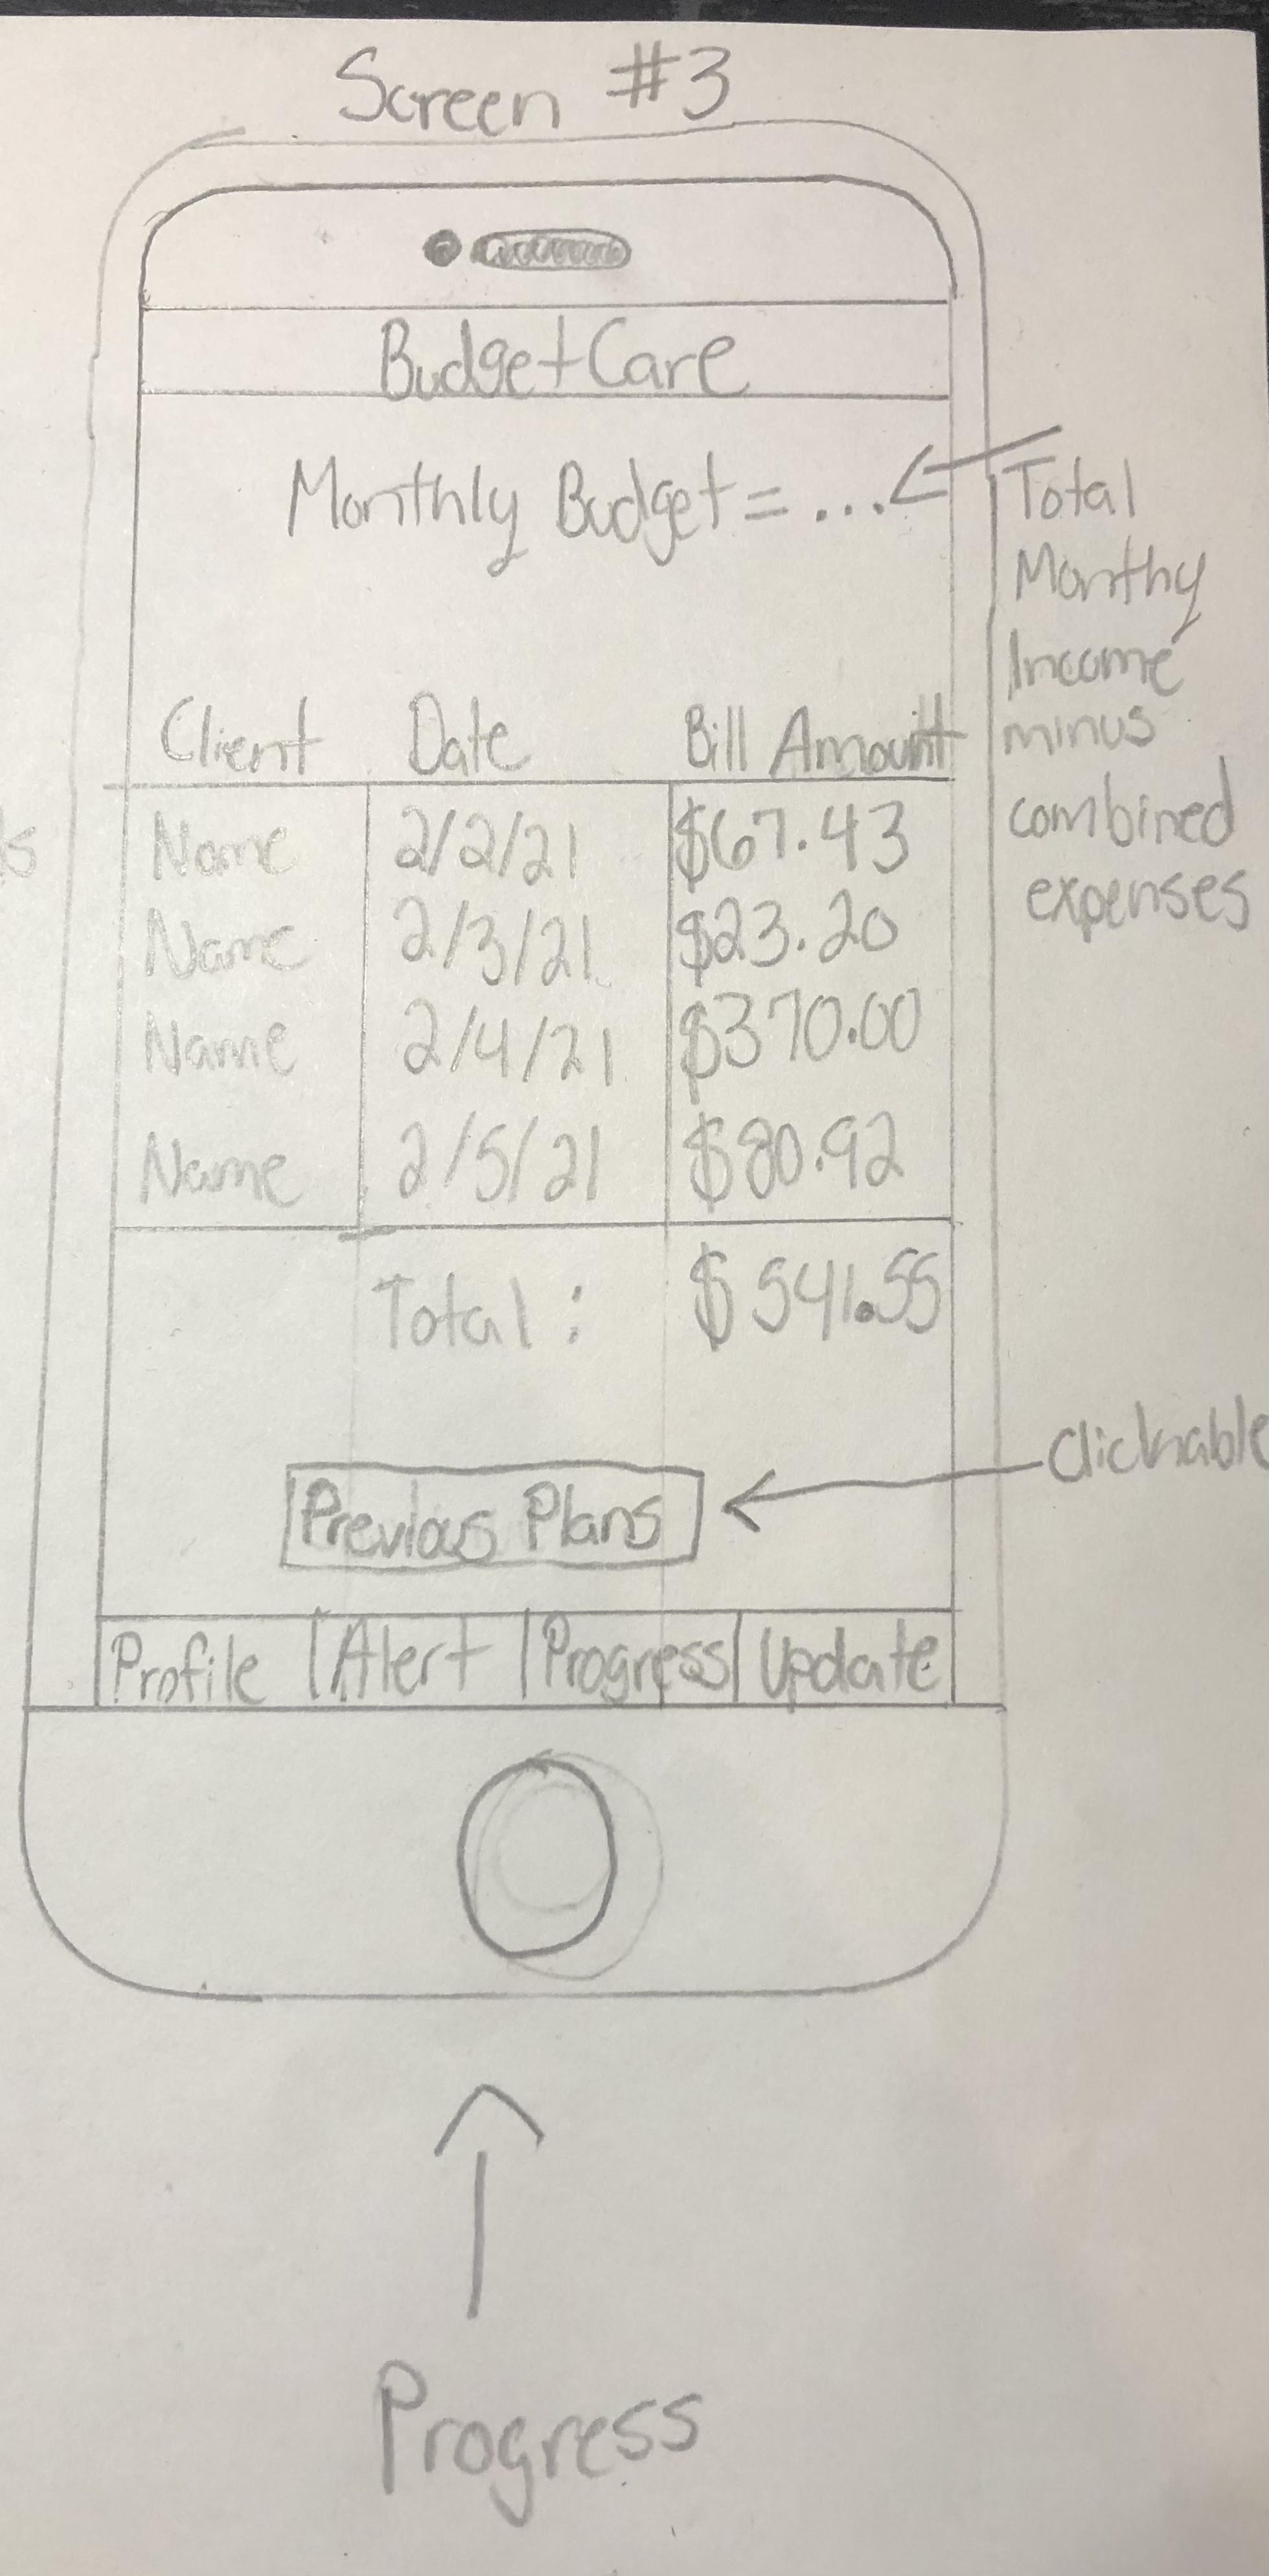 Screen #3
BudgetCare
Monthly Budget = ...
Total
Monthy
Income
minus
combined
expenses
Client Date Bill Amount
Name 2/2/21 $67.43
Name 2/3/21 $23.20
Name 2/4/21 $370.00
Name 2/5/21 $80.92
Total: $541.55
Previous Plans
Clickable
Profile | Alert | Progress | Update
Progress